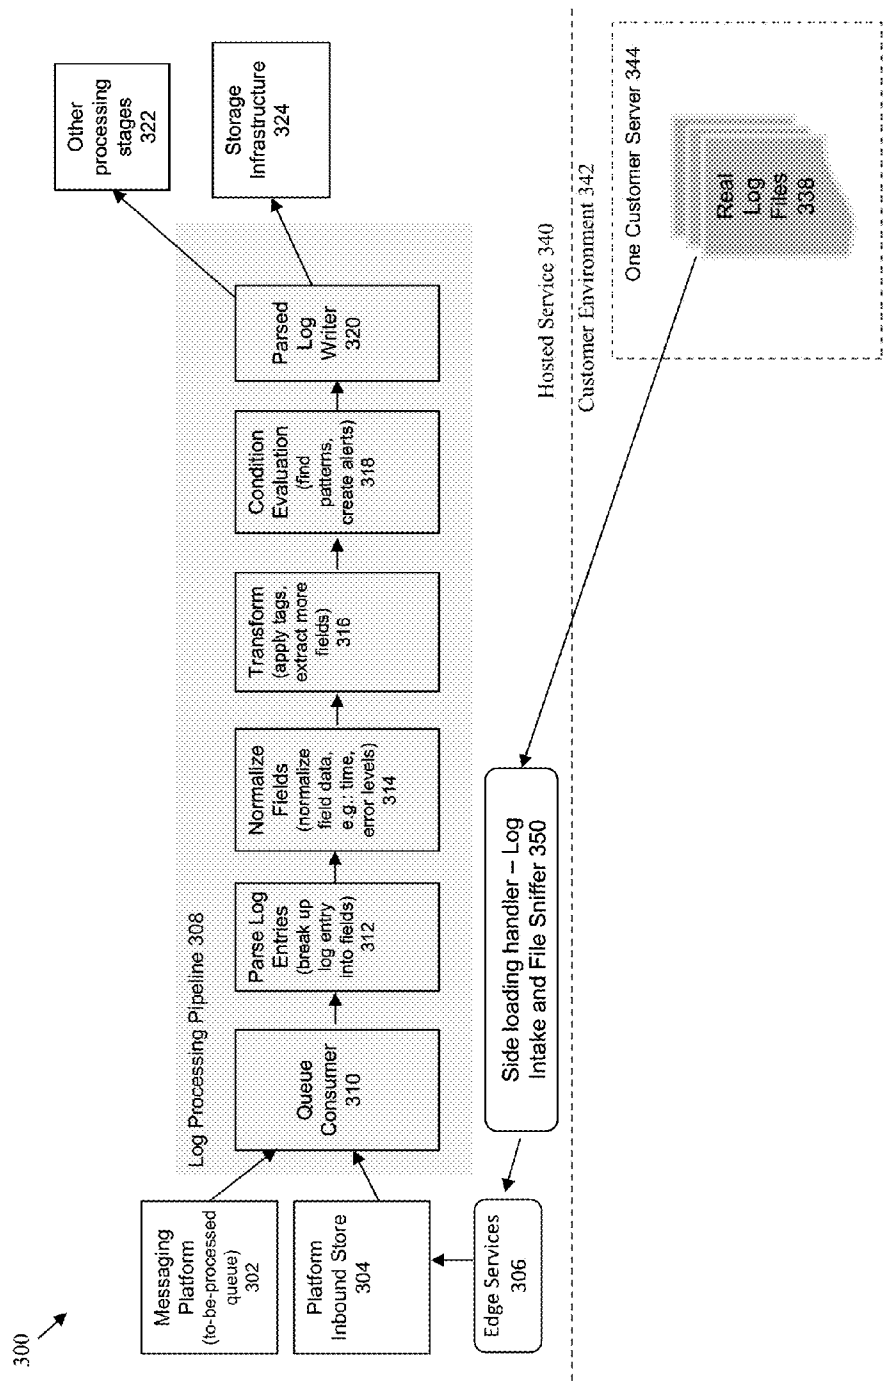 300
Messaging
Platform
(to-be-processed
queue)
302
Platform
Inbound Store
304
Edge Services
306
Log Processing Pipeline 308
Queue
Consumer
310
Parse Log
Entries
(break up
log entry
into fields)
312
Normalize
Fields
(normalize
field data,
e.g.: time,
error levels)
314
Transform
(apply tags,
extract more
fields)
316
Condition
Evaluation
(find
patterns,
create alerts)
318
Parsed
Log
Writer
320
Other
processing
stages
322
Storage
Infrastructure
324
Side loading handler – Log
Intake and File Sniffer 350
Hosted Service 340
Customer Environment 342
One Customer Server 344
Real
Log
Files
338